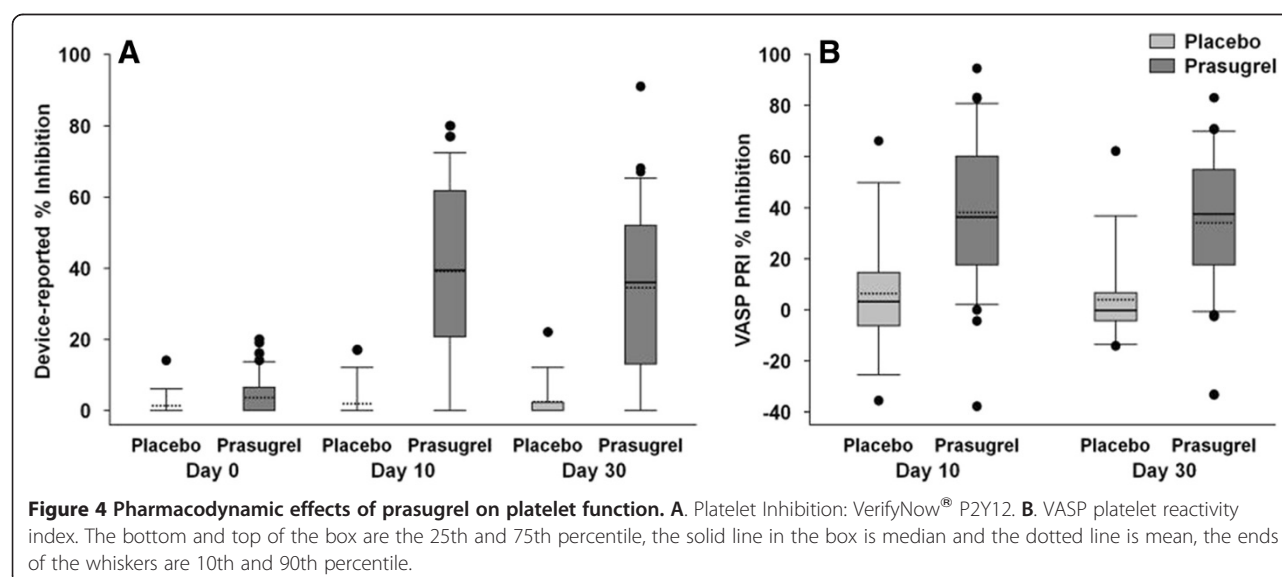 A
Device-reported % Inhibition
100
80
60
40
20
0
Placebo Prasugrel Placebo Prasugrel Placebo Prasugrel
Day 0 Day 10 Day 30
B
Placebo
Prasugrel
VASP PRI % Inhibition
100
80
60
40
20
0
-20
-40
Placebo Prasugrel Placebo Prasugrel
Day 10 Day 30
Figure 4 Pharmacodynamic effects of prasugrel on platelet function. A. Platelet Inhibition: VerifyNow® P2Y12. B. VASP platelet reactivity
index. The bottom and top of the box are the 25th and 75th percentile, the solid line in the box is median and the dotted line is mean, the ends
of the whiskers are 10th and 90th percentile.